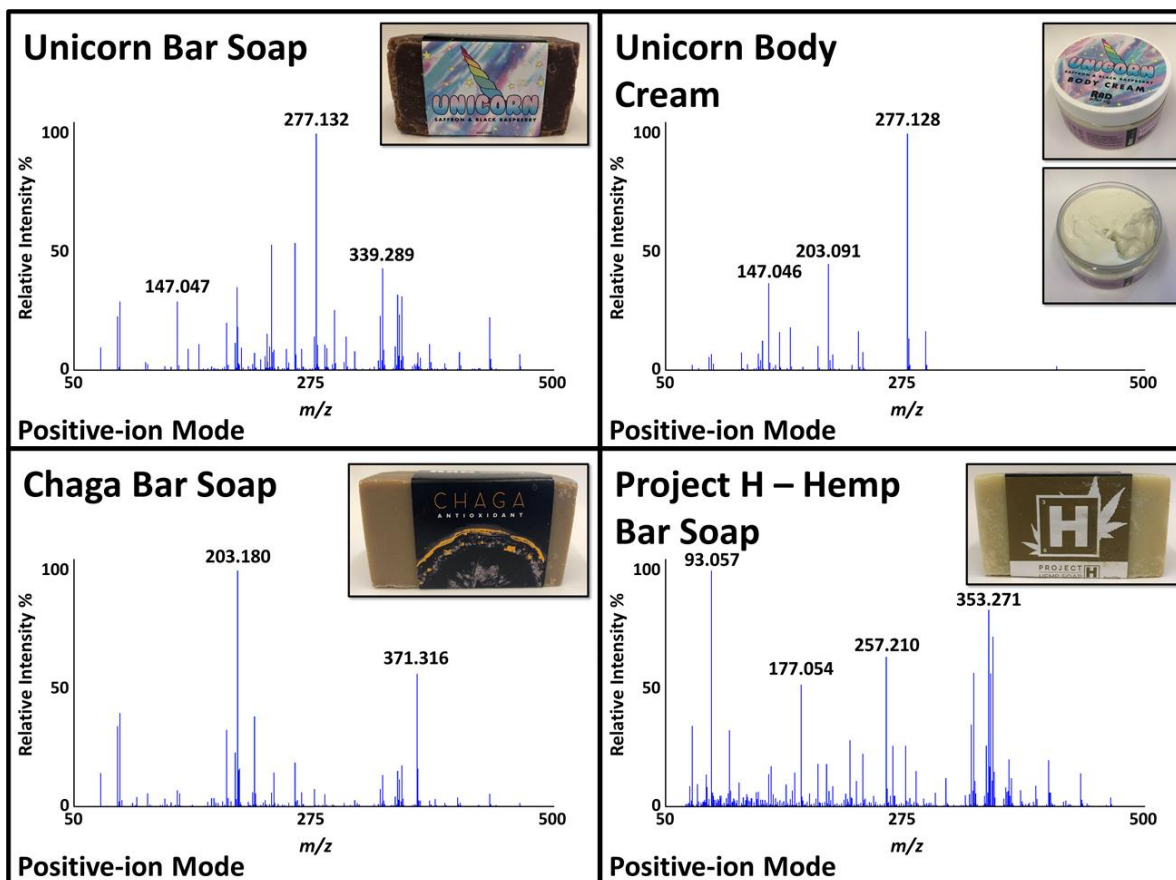 Unicorn Bar Soap
UNICORN
SAFFRON & BLACK RASPBERRY
Relative Intensity %
100
50
0
277.132
339.289
147.047
50
275
500
m/z
Positive-ion Mode
Unicorn Body
Cream
UNICORN
SAFFRON & BLACK RASPBERRY
BODY CREAM
Relative Intensity %
100
50
0
277.128
203.091
147.046
50
275
500
m/z
Positive-ion Mode
Chaga Bar Soap
CHAGA
ANTIOXIDANT
Relative Intensity %
100
50
0
203.180
371.316
50
275
500
m/z
Positive-ion Mode
Project H – Hemp
Bar Soap
H
PROJECT
HEMP SOAP H
Relative Intensity %
100
50
0
93.057
353.271
257.210
177.054
50
275
500
m/z
Positive-ion Mode